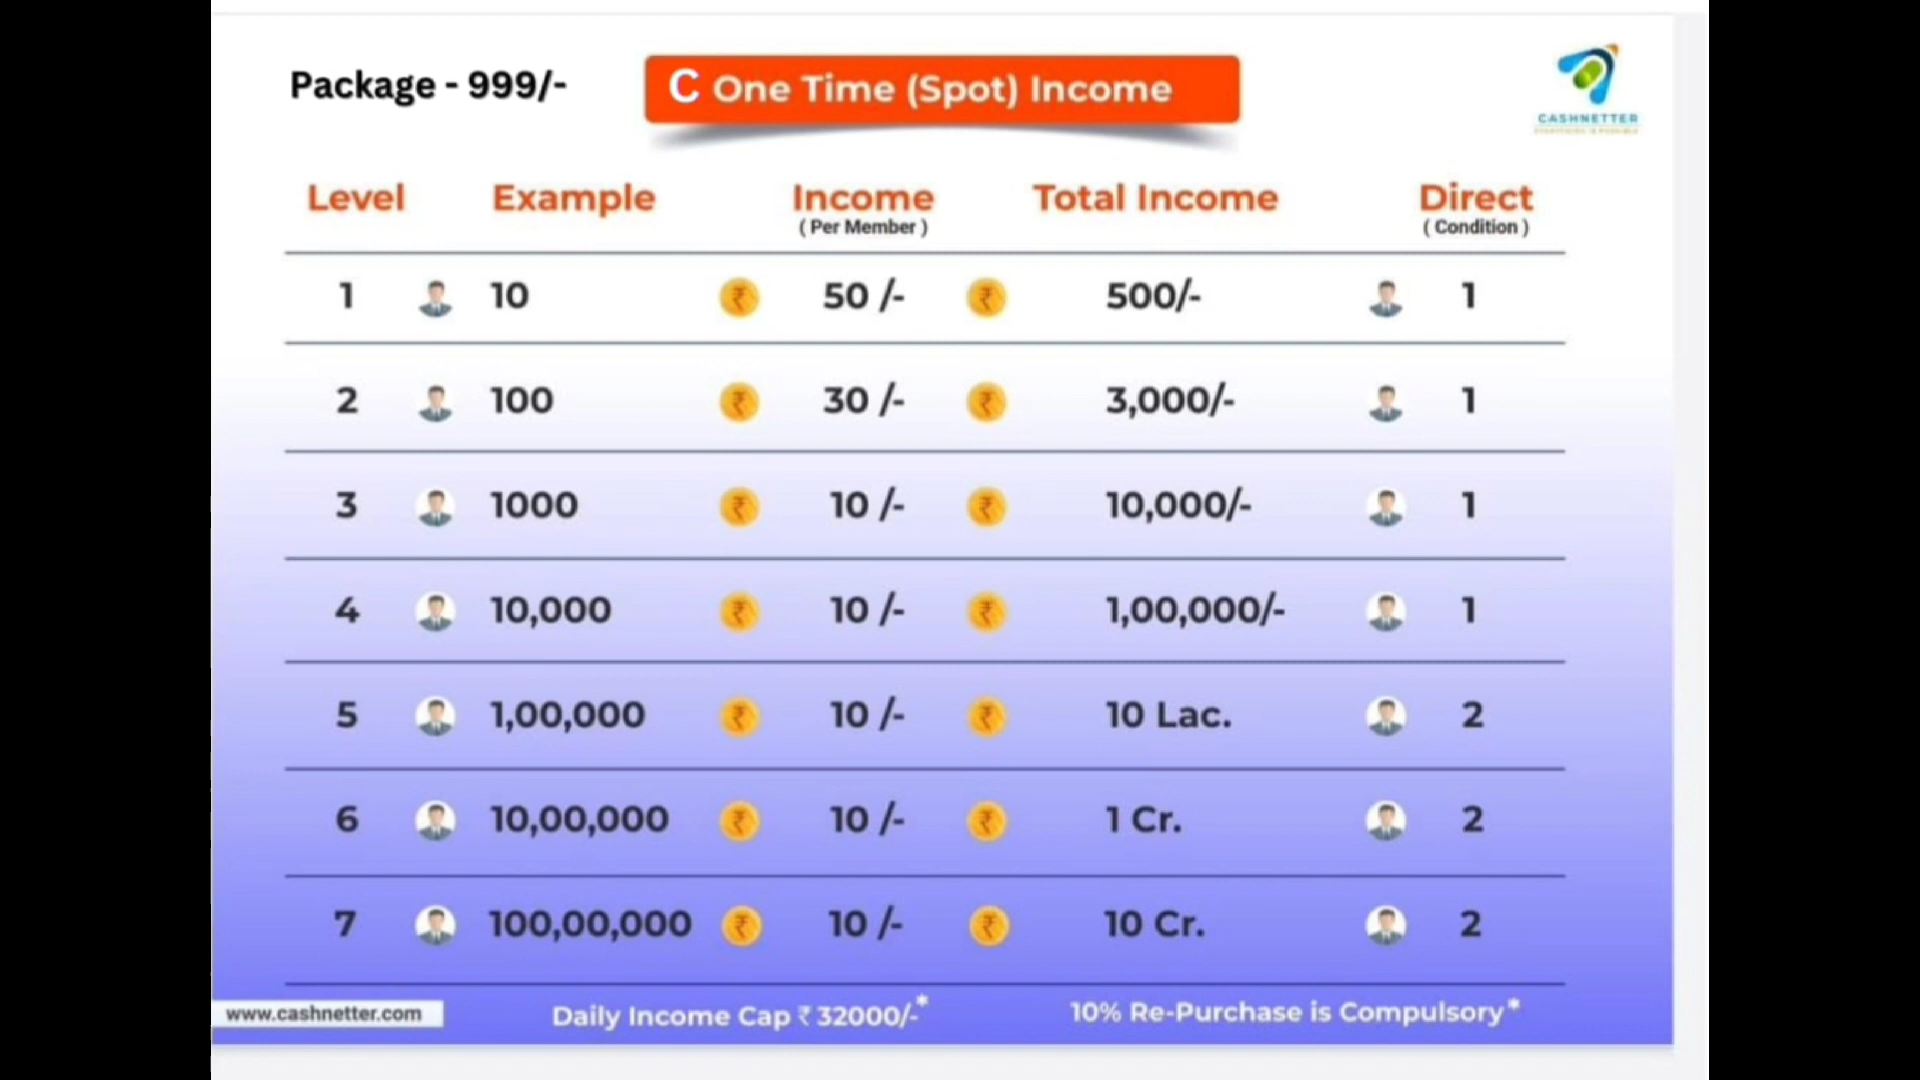 Package - 999/-
C One Time (Spot) Income
CASHNETTER
Level Example Income Total Income Direct
( Per Member ) ( Condition )
1 10 50 /- 500/- 1
2 100 30 /- 3,000/- 1
3 1000 10 /- 10,000/- 1
4 10,000 10 /- 1,00,000/- 1
5 1,00,000 10 /- 10 Lac. 2
6 10,00,000 10 /- 1 Cr. 2
7 100,00,000 10 /- 10 Cr. 2
www.cashnetter.com Daily Income Cap ₹ 32000/-* 10% Re-Purchase is Compulsory*